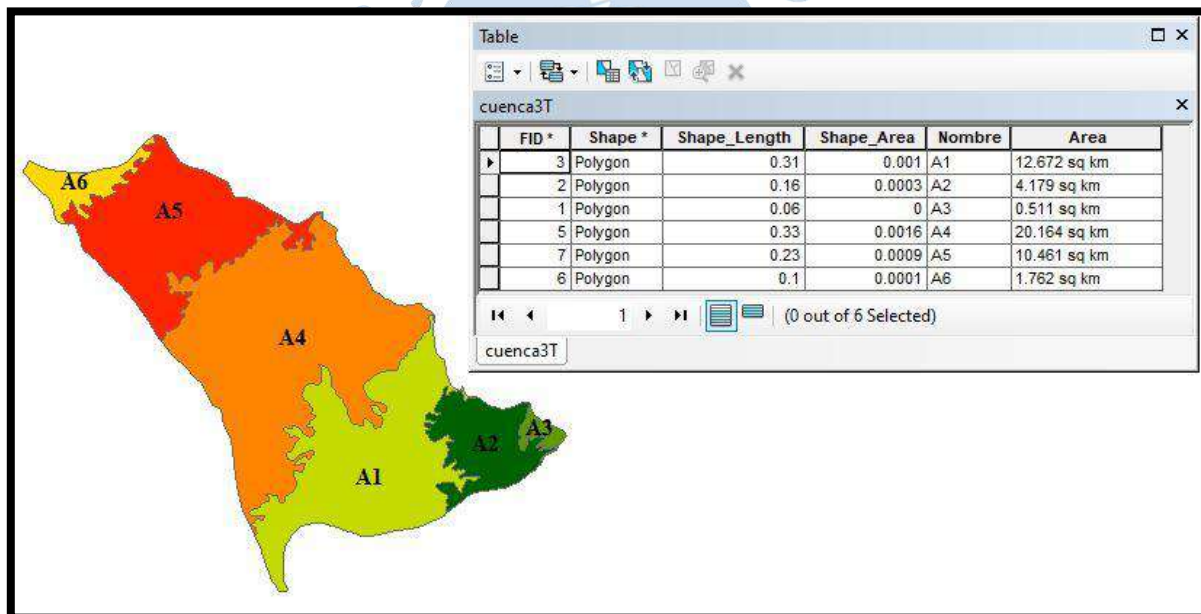 Table
cuenca3T
FID * Shape * Shape_Length Shape_Area Nombre Area
3 Polygon 0.31 0.001 A1 12.672 sq km
2 Polygon 0.16 0.0003 A2 4.179 sq km
1 Polygon 0.06 0 A3 0.511 sq km
5 Polygon 0.33 0.0016 A4 20.164 sq km
7 Polygon 0.23 0.0009 A5 10.461 sq km
6 Polygon 0.1 0.0001 A6 1.762 sq km
1 (0 out of 6 Selected)
cuenca3T
A6
A5
A4
A3
A2
A1